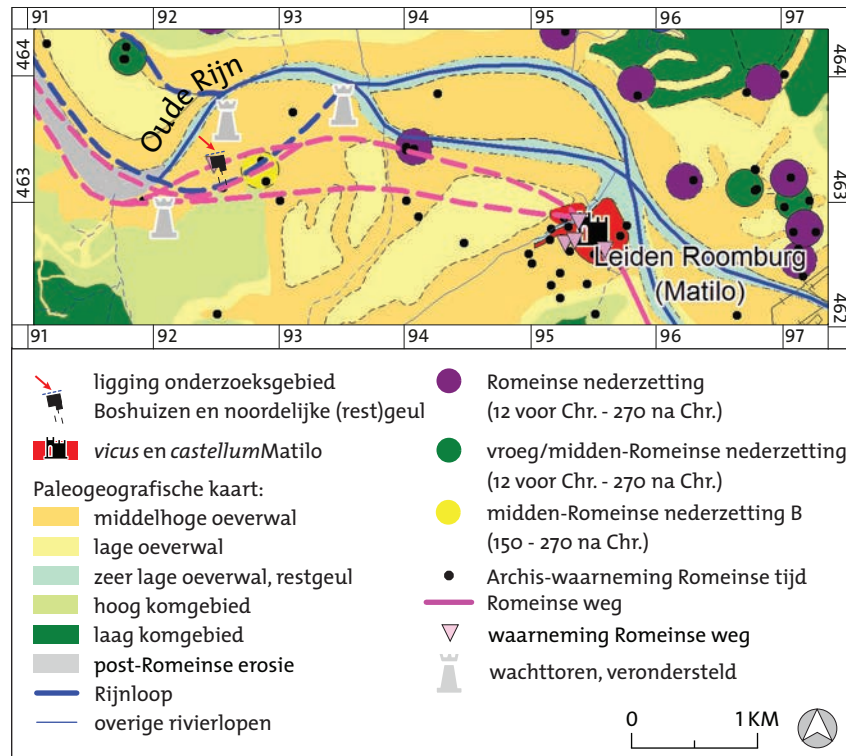 91 92 93 94 95 96 97
464 464
Oude Rijn
463 463
Leiden Roomburg
(Matilo)
462
91 92 93 94 95 96 97
ligging onderzoeksgebied
Boshuizen en noordelijke (rest)geul
vicus en castellumMatilo
Paleogeografische kaart:
middelhoge oeverwal
lage oeverwal
zeer lage oeverwal, restgeul
hoog komgebied
laag komgebied
post-Romeinse erosie
Rijnloop
overige rivierlopen
Romeinse nederzetting
(12 voor Chr. - 270 na Chr.)
vroeg/midden-Romeinse nederzetting
(12 voor Chr. - 270 na Chr.)
midden-Romeinse nederzetting B
(150 - 270 na Chr.)
Archis-waarneming Romeinse tijd
Romeinse weg
waarneming Romeinse weg
wachttoren, verondersteld
0 1 KM